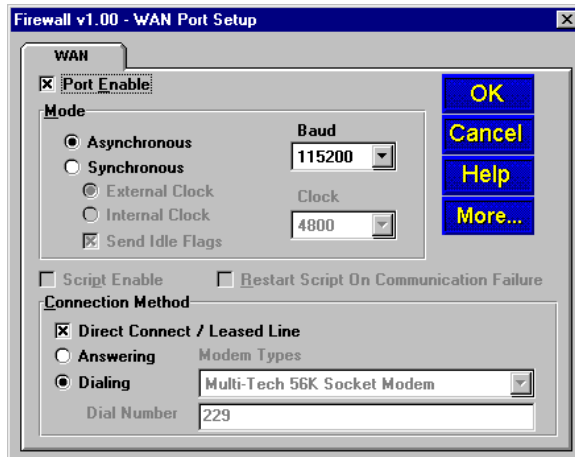 Firewall v1.00 - WAN Port Setup
WAN
Port Enable
OK
Cancel
Help
More...
Mode
Asynchronous
Synchronous
External Clock
Internal Clock
Send Idle Flags
Baud
115200
Clock
4800
Script Enable
Restart Script On Communication Failure
Connection Method
Direct Connect / Leased Line
Answering
Modem Types
Dialing
Multi-Tech 56K Socket Modem
Dial Number
229